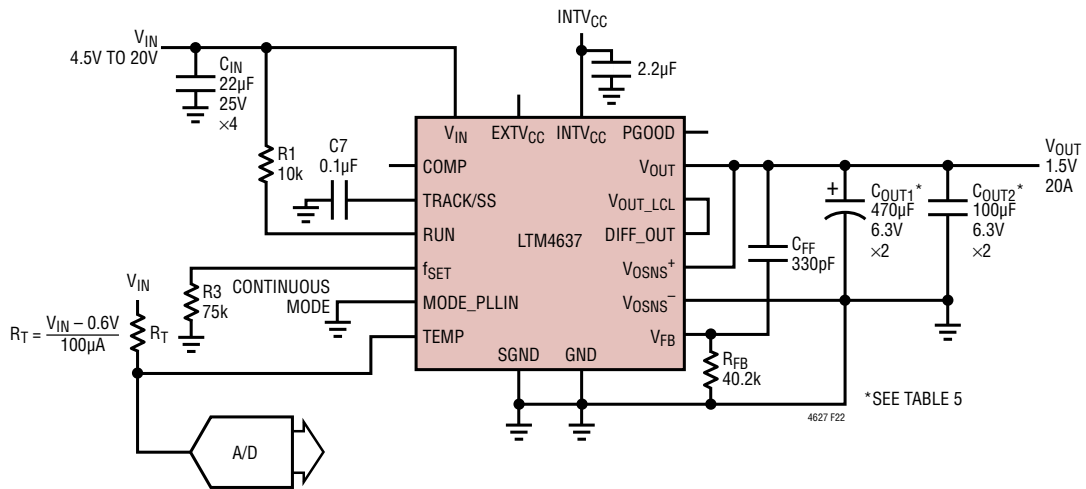 INTVCC
VIN
4.5V TO 20V
CIN
22µF
25V
×4
2.2µF
VIN
EXTVCC
INTVCC
PGOOD
C7
0.1µF
R1
10k
COMP
TRACK/SS
RUN
fSET
MODE_PLLIN
TEMP
SGND
GND
LTM4637
VOUT
VOUT_LCL
DIFF_OUT
VOSNS+
VOSNS–
VFB
VOUT
1.5V
20A
COUT1*
470µF
6.3V
×2
COUT2*
100µF
6.3V
×2
CFF
330pF
CONTINUOUS
MODE
R3
75k
VIN
RT = VIN – 0.6V
100µA
RT
RFB
40.2k
*SEE TABLE 5
4627 F22
A/D